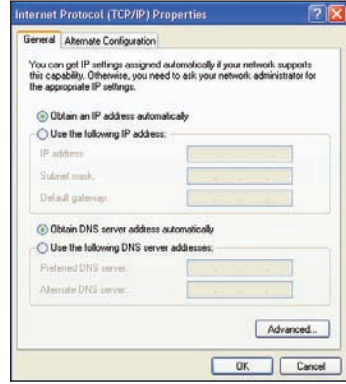 Internet Protocol (TCP/IP) Properties
General Alternate Configuration
You can get IP settings assigned automatically if your network supports
this capability. Otherwise, you need to ask your network administrator for
the appropriate IP settings.
Obtain an IP address automatically
Use the following IP address:
IP address:
Subnet mask:
Default gateway:
Obtain DNS server address automatically
Use the following DNS server addresses:
Preferred DNS server:
Alternate DNS server:
Advanced...
OK Cancel